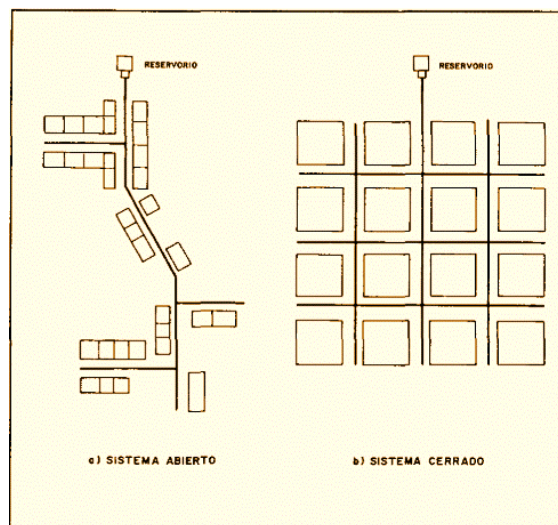 RESERVORIO
RESERVORIO
a) SISTEMA ABIERTO
b) SISTEMA CERRADO